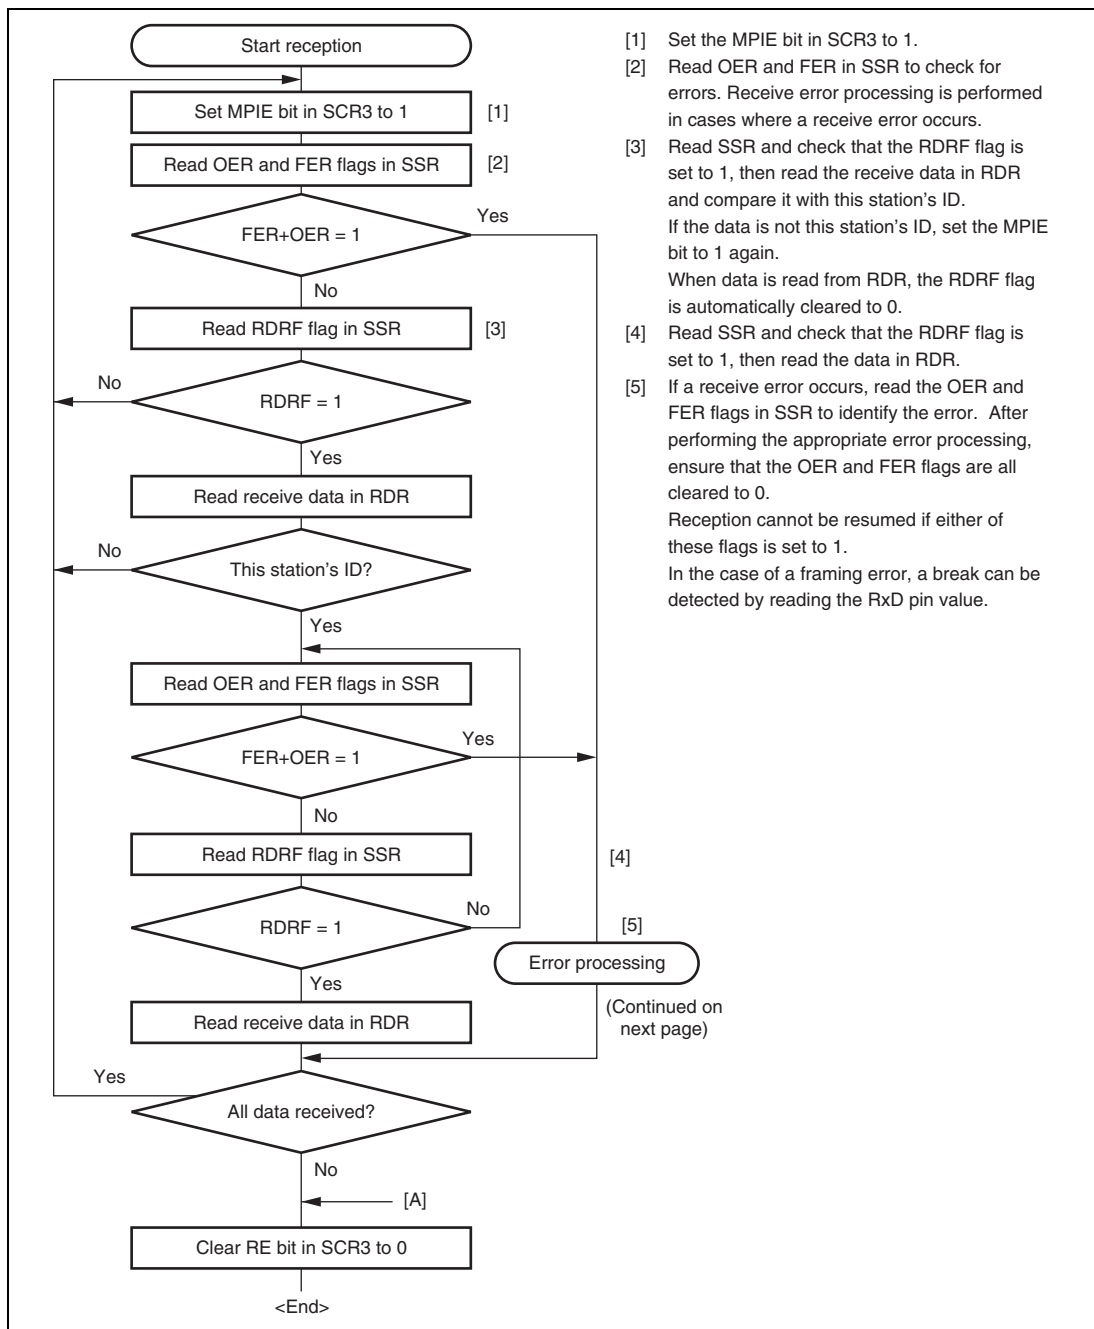 Start reception
Set MPIE bit in SCR3 to 1
[1]
Read OER and FER flags in SSR
[2]
Yes
FER+OER = 1
No
Read RDRF flag in SSR
[3]
No
RDRF = 1
Yes
Read receive data in RDR
No
This station's ID?
Yes
Read OER and FER flags in SSR
Yes
FER+OER = 1
No
Read RDRF flag in SSR
[4]
No
RDRF = 1
[5]
Error processing
Yes
(Continued on
next page)
Read receive data in RDR
Yes
All data received?
No
[A]
Clear RE bit in SCR3 to 0
<End>
[1] Set the MPIE bit in SCR3 to 1.
[2] Read OER and FER in SSR to check for
errors. Receive error processing is performed
in cases where a receive error occurs.
[3] Read SSR and check that the RDRF flag is
set to 1, then read the receive data in RDR
and compare it with this station's ID.
If the data is not this station's ID, set the MPIE
bit to 1 again.
When data is read from RDR, the RDRF flag
is automatically cleared to 0.
[4] Read SSR and check that the RDRF flag is
set to 1, then read the data in RDR.
[5] If a receive error occurs, read the OER and
FER flags in SSR to identify the error. After
performing the appropriate error processing,
ensure that the OER and FER flags are all
cleared to 0.
Reception cannot be resumed if either of
these flags is set to 1.
In the case of a framing error, a break can be
detected by reading the RxD pin value.